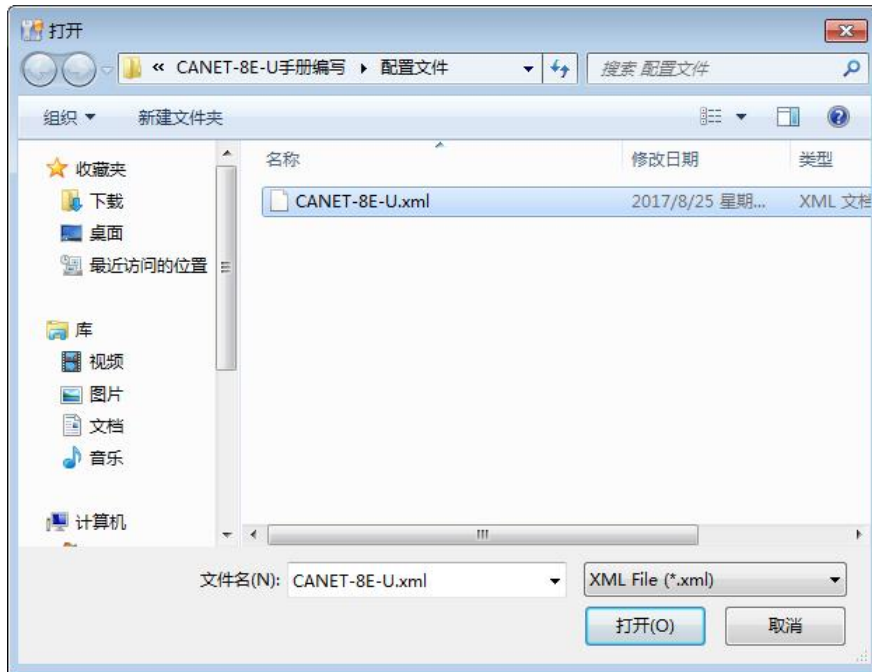 打开
« CANET-8E-U手册编写 ▸ 配置文件
搜索 配置文件
组织 新建文件夹
名称 修改日期 类型
收藏夹
下载
桌面
最近访问的位置
库
视频
图片
文档
音乐
计算机
CANET-8E-U.xml 2017/8/25 星期... XML 文档
文件名(N): CANET-8E-U.xml XML File (*.xml)
打开(O) 取消